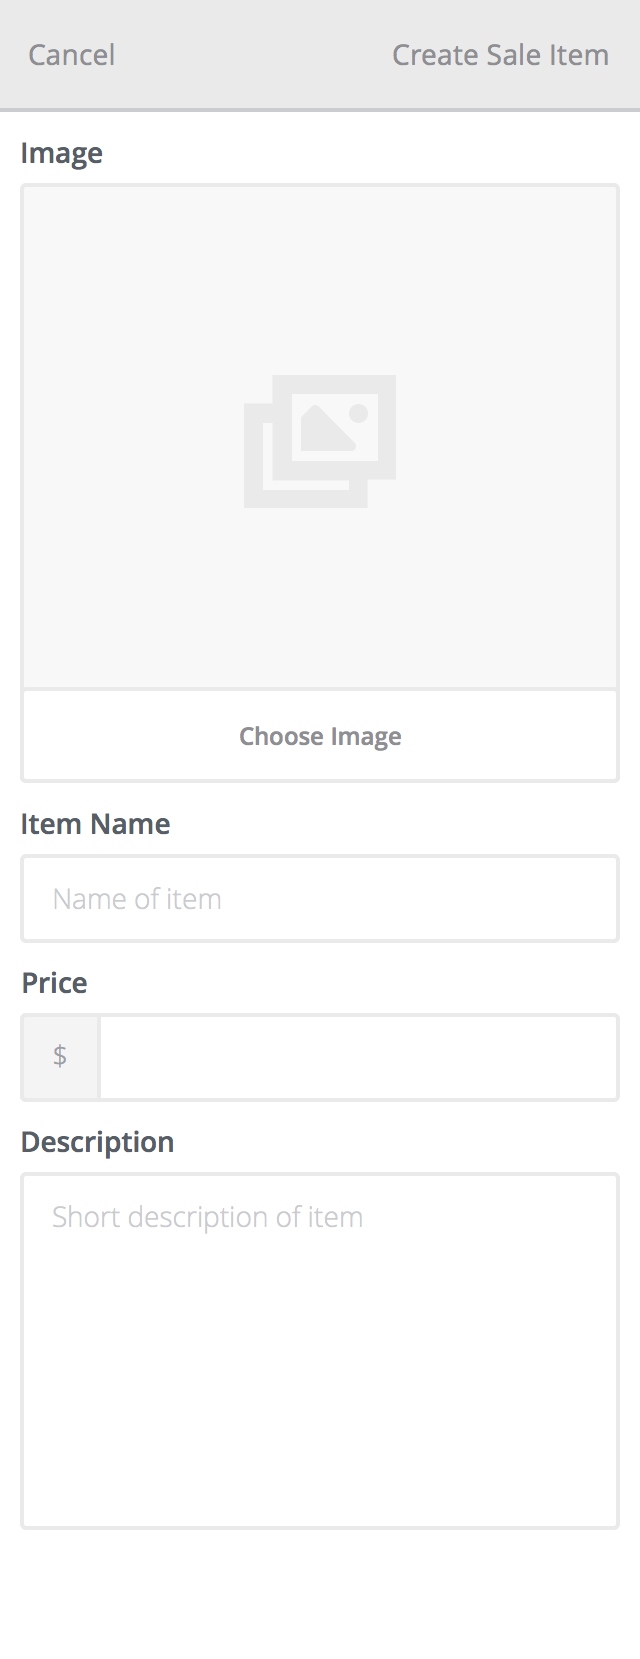 Cancel
Create Sale Item
Image
Choose Image
Item Name
Name of item
Price
$
Description
Short description of item